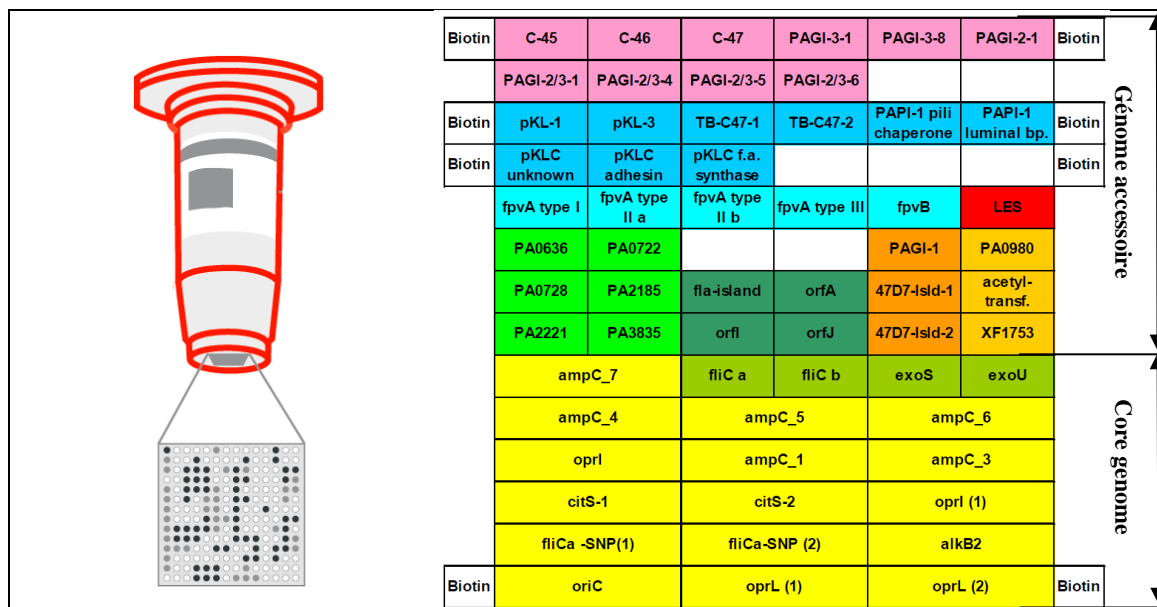 Biotin C-45 C-46 C-47 PAGI-3-1 PAGI-3-8 PAGI-2-1 Biotin
PAGI-2/3-1 PAGI-2/3-4 PAGI-2/3-5 PAGI-2/3-6
Biotin pKL-1 pKL-3 TB-C47-1 TB-C47-2 PAPI-1 pili chaperone PAPI-1 luminal bp. Biotin
Biotin pKLC unknown pKLC adhesin pKLC f.a. synthase Biotin
fpvA type I fpvA type II a fpvA type II b fpvA type III fpvB LES
PA0636 PA0722 PAGI-1 PA0980
PA0728 PA2185 fla-island orfA 47D7-Isld-1 acetyl-transf.
PA2221 PA3835 orfI orfJ 47D7-Isld-2 XF1753
Génome accessoire
ampC_7 fliC a fliC b exoS exoU
ampC_4 ampC_5 ampC_6
oprI ampC_1 ampC_3
citS-1 citS-2 oprI (1)
fliCa -SNP(1) fliCa-SNP (2) alkB2
Biotin oriC oprL (1) oprL (2) Biotin
Core genome